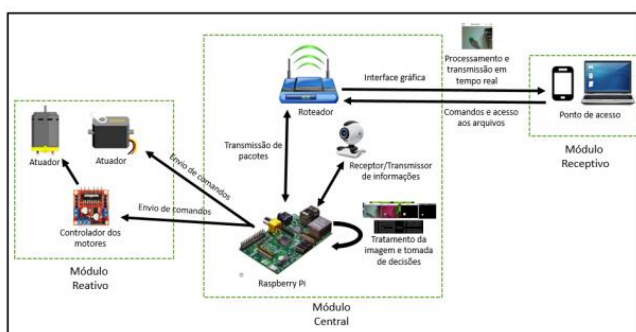 Processamento e
transmissão em
tempo real
Interface gráfica
Roteador
Comandos e acesso
aos arquivos
Ponto de acesso
Módulo
Receptivo
Transmissão de
pacotes
Receptor/Transmissor
de informações
Atuador
Atuador
Envio de comandos
Envio de comandos
Controlador dos
motores
Tratamento da
imagem e tomada
de decisões
Raspberry Pi
Módulo
Reativo
Módulo
Central